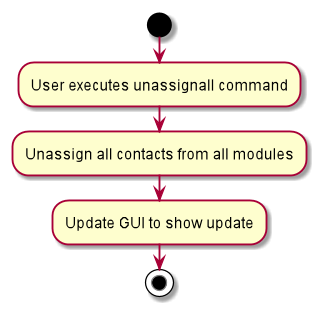 User executes unassignall command
Unassign all contacts from all modules
Update GUI to show update